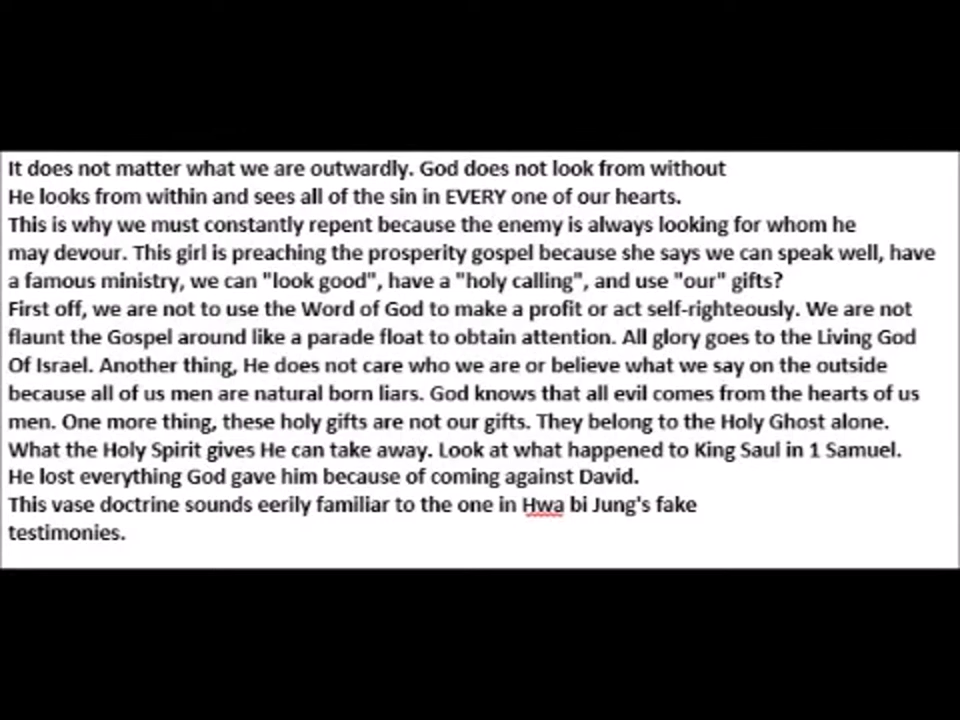 It does not matter what we are outwardly. God does not look from without
He looks from within and sees all of the sin in EVERY one of our hearts.
This is why we must constantly repent because the enemy is always looking for whom he
may devour. This girl is preaching the prosperity gospel because she says we can speak well, have
a famous ministry, we can "look good", have a "holy calling", and use "our" gifts?
First off, we are not to use the Word of God to make a profit or act self-righteously. We are not
flaunt the Gospel around like a parade float to obtain attention. All glory goes to the Living God
Of Israel. Another thing, He does not care who we are or believe what we say on the outside
because all of us men are natural born liars. God knows that all evil comes from the hearts of us
men. One more thing, these holy gifts are not our gifts. They belong to the Holy Ghost alone.
What the Holy Spirit gives He can take away. Look at what happened to King Saul in 1 Samuel.
He lost everything God gave him because of coming against David.
This vase doctrine sounds eerily familiar to the one in Hwa bi Jung's fake
testimonies.